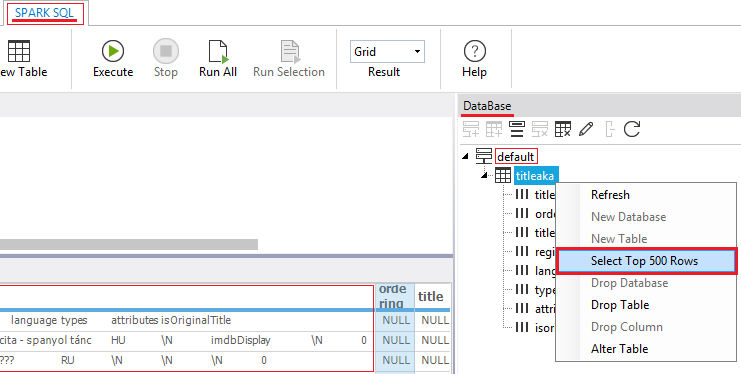 SPARK SQL
ew Table
Execute
Stop
Run All
Run Selection
Grid
Result
Help
DataBase
default
titleaka
title
Refresh
orde
New Database
title
New Table
regi
Select Top 500 Rows
lang
Drop Database
type
Drop Table
attri
Drop Column
isor
Alter Table
orde
ring
title
language types attributes isOriginalTitle NULL NULL
cita - spanyol tánc HU \N imdbDisplay \N 0 NULL NULL
??? RU \N \N \N 0 NULL NULL